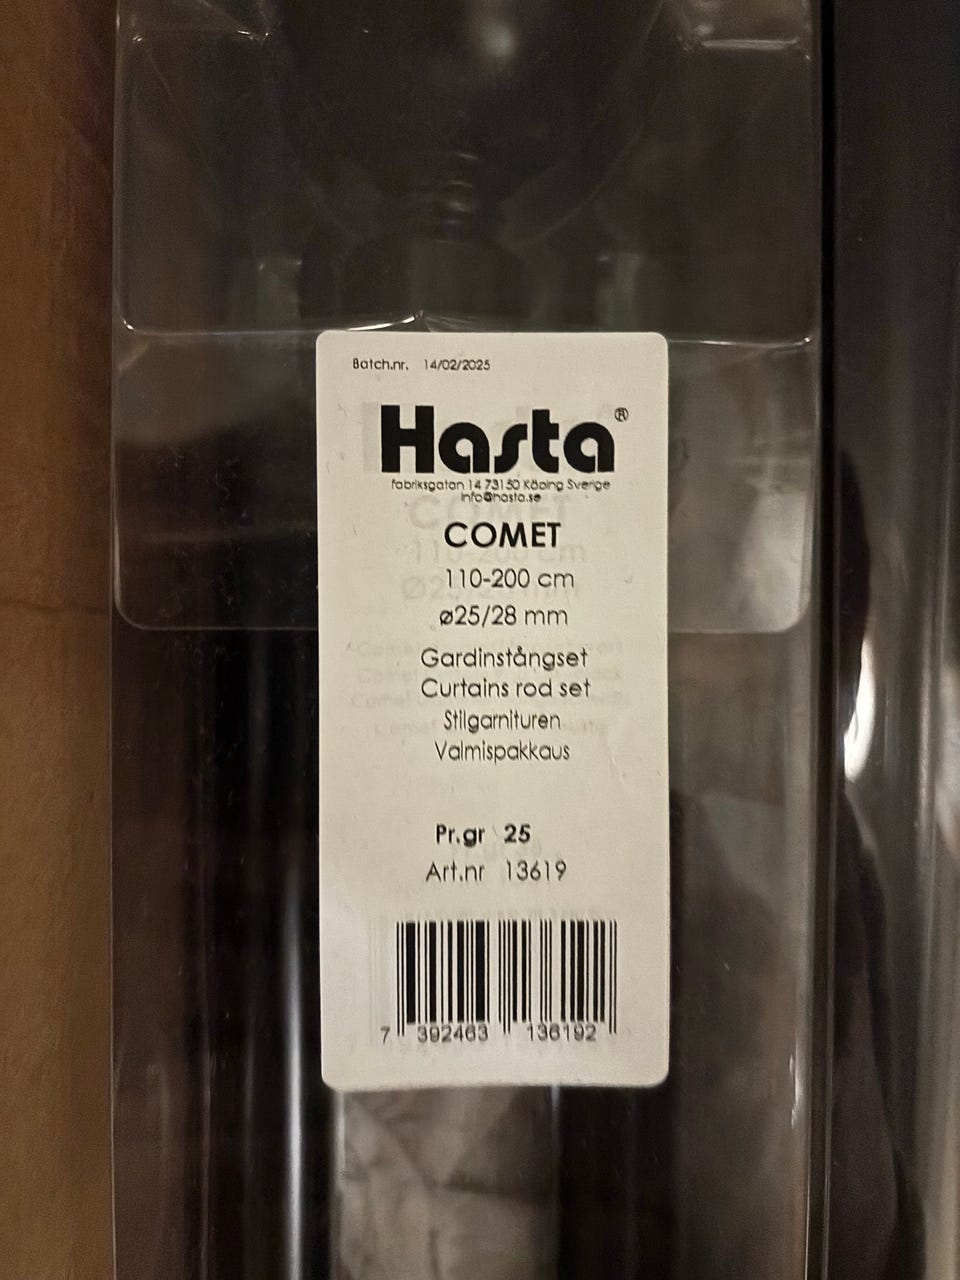 Batch.nr. 14/02/2025
Hasta®
Fabriksgatan 14 73150 Köping Sverige
info@hasta.se
COMET
110-200 cm
ø25/28 mm
Gardinstångset
Curtains rod set
Stilgarnituren
Valmispakkaus
Pr.gr 25
Art.nr 13619
7 392463 136192